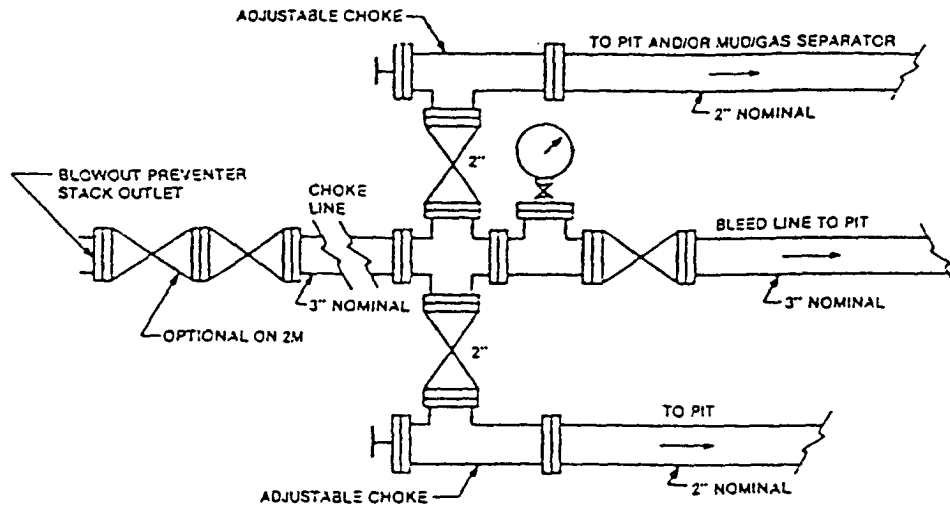 ADJUSTABLE CHOKE
TO PIT AND/OR MUD/GAS SEPARATOR
2" NOMINAL
2"
BLOWOUT PREVENTER
STACK OUTLET
CHOKE
LINE
BLEED LINE TO PIT
3" NOMINAL
3" NOMINAL
OPTIONAL ON 2M
2"
TO PIT
ADJUSTABLE CHOKE
2" NOMINAL